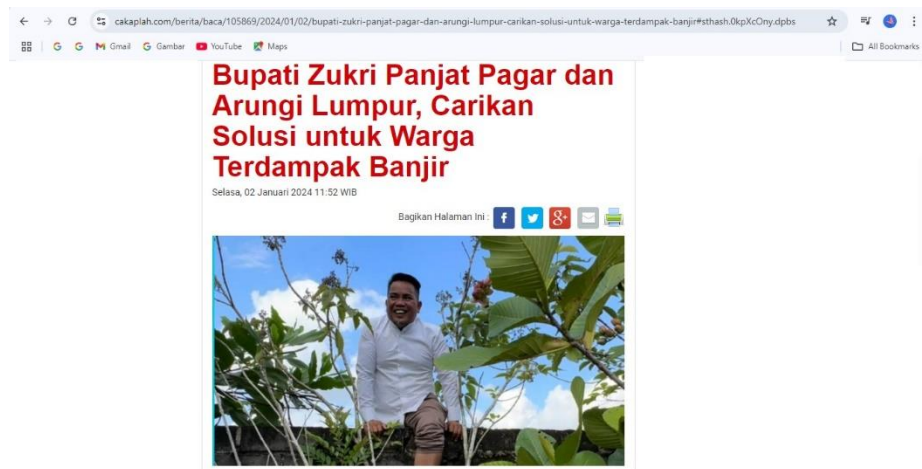 cakaplah.com/berita/baca/105869/2024/01/02/bupati-zukri-panjat-pagar-dan-arungi-lumpur-carikan-solusi-untuk-warga-terdampak-banjir#sthash.0kpXcOny.dpbs
Gmail Gambar YouTube Maps All Bookmarks
Bupati Zukri Panjat Pagar dan
Arungi Lumpur, Carikan
Solusi untuk Warga
Terdampak Banjir
Selasa, 02 Januari 2024 11:52 WIB
Bagikan Halaman Ini :